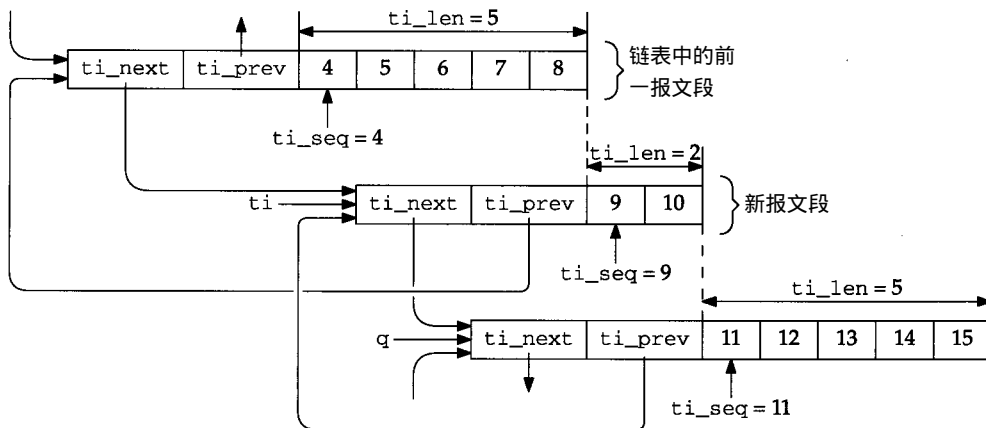 ti_len = 5
ti_next ti_prev 4 5 6 7 8
链表中的前
一报文段
ti_seq = 4
ti_len = 2
ti ti_next ti_prev 9 10
新报文段
ti_seq = 9
ti_len = 5
q ti_next ti_prev 11 12 13 14 15
ti_seq = 11